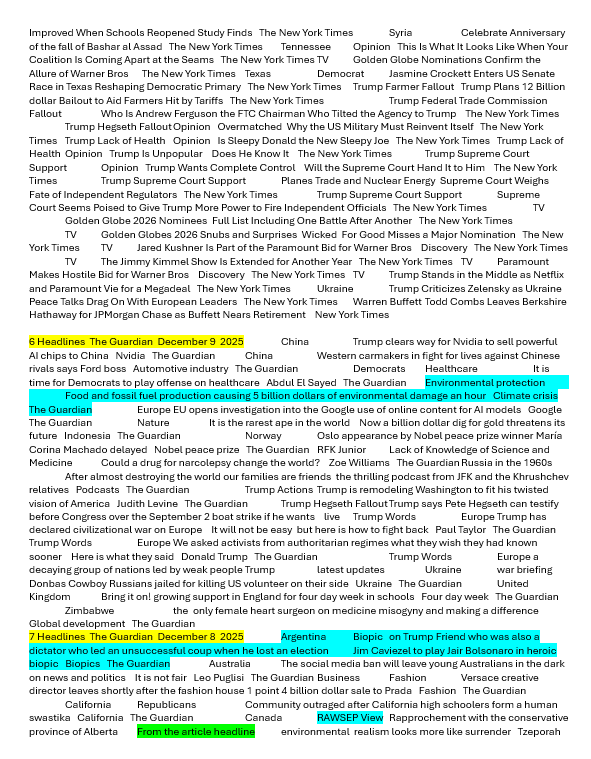 Improved When Schools Reopened Study Finds The New York Times Syria Celebrate Anniversary
of the fall of Bashar al Assad The New York Times Tennessee Opinion This Is What It Looks Like When Your
Coalition Is Coming Apart at the Seams The New York Times TV Golden Globe Nominations Confirm the
Allure of Warner Bros The New York Times Texas Democrat Jasmine Crockett Enters US Senate
Race in Texas Reshaping Democratic Primary The New York Times Trump Farmer Fallout Trump Plans 12 Billion
dollar Bailout to Aid Farmers Hit by Tariffs The New York Times Trump Federal Trade Commission
Fallout Who Is Andrew Ferguson the FTC Chairman Who Tilted the Agency to Trump The New York Times
Trump Hegseth Fallout Opinion Overmatched Why the US Military Must Reinvent Itself The New York
Times Trump Lack of Health Opinion Is Sleepy Donald the New Sleepy Joe The New York Times Trump Lack of
Health Opinion Trump Is Unpopular Does He Know It The New York Times Trump Supreme Court
Support Opinion Trump Wants Complete Control Will the Supreme Court Hand It to Him The New York
Times Trump Supreme Court Support Planes Trade and Nuclear Energy Supreme Court Weighs
Fate of Independent Regulators The New York Times Trump Supreme Court Support Supreme
Court Seems Poised to Give Trump More Power to Fire Independent Officials The New York Times TV
Golden Globe 2026 Nominees Full List Including One Battle After Another The New York Times
TV Golden Globes 2026 Snubs and Surprises Wicked For Good Misses a Major Nomination The New
York Times TV Jared Kushner Is Part of the Paramount Bid for Warner Bros Discovery The New York Times
TV The Jimmy Kimmel Show Is Extended for Another Year The New York Times TV Paramount
Makes Hostile Bid for Warner Bros Discovery The New York Times TV Trump Stands in the Middle as Netflix
and Paramount Vie for a Megadeal The New York Times Ukraine Trump Criticizes Zelensky as Ukraine
Peace Talks Drag On With European Leaders The New York Times Warren Buffett Todd Combs Leaves Berkshire
Hathaway for JPMorgan Chase as Buffett Nears Retirement New York Times
6 Headlines The Guardian December 9 2025 China Trump clears way for Nvidia to sell powerful
AI chips to China Nvidia The Guardian China Western carmakers in fight for lives against Chinese
rivals says Ford boss Automotive industry The Guardian Democrats Healthcare It is
time for Democrats to play offense on healthcare Abdul El Sayed The Guardian Environmental protection
Food and fossil fuel production causing 5 billion dollars of environmental damage an hour Climate crisis
The Guardian Europe EU opens investigation into the Google use of online content for AI models Google
The Guardian Nature It is the rarest ape in the world Now a billion dollar dig for gold threatens its
future Indonesia The Guardian Norway Oslo appearance by Nobel peace prize winner María
Corina Machado delayed Nobel peace prize The Guardian RFK Junior Lack of Knowledge of Science and
Medicine Could a drug for narcolepsy change the world? Zoe Williams The Guardian Russia in the 1960s
After almost destroying the world our families are friends the thrilling podcast from JFK and the Khrushchev
relatives Podcasts The Guardian Trump Actions Trump is remodeling Washington to fit his twisted
vision of America Judith Levine The Guardian Trump Hegseth Fallout Trump says Pete Hegseth can testify
before Congress over the September 2 boat strike if he wants live Trump Words Europe Trump has
declared civilizational war on Europe It will not be easy but here is how to fight back Paul Taylor The Guardian
Trump Words Europe We asked activists from authoritarian regimes what they wish they had known
sooner Here is what they said Donald Trump The Guardian Trump Words Europe a
decaying group of nations led by weak people Trump latest updates Ukraine war briefing
Donbas Cowboy Russians jailed for killing US volunteer on their side Ukraine The Guardian United
Kingdom Bring it on! growing support in England for four day week in schools Four day week The Guardian
Zimbabwe the only female heart surgeon on medicine misogyny and making a difference
Global development The Guardian
7 Headlines The Guardian December 8 2025 Argentina Biopic on Trump Friend who was also a
dictator who led an unsuccessful coup when he lost an election Jim Caviezel to play Jair Bolsonaro in heroic
biopic Biopics The Guardian Australia The social media ban will leave young Australians in the dark
on news and politics It is not fair Leo Puglisi The Guardian Business Fashion Versace creative
director leaves shortly after the fashion house 1 point 4 billion dollar sale to Prada Fashion The Guardian
California Republicans Community outraged after California high schoolers form a human
swastika California The Guardian Canada RAWSEP View Rapprochement with the conservative
province of Alberta From the article headline environmental realism looks more like surrender Tzeporah